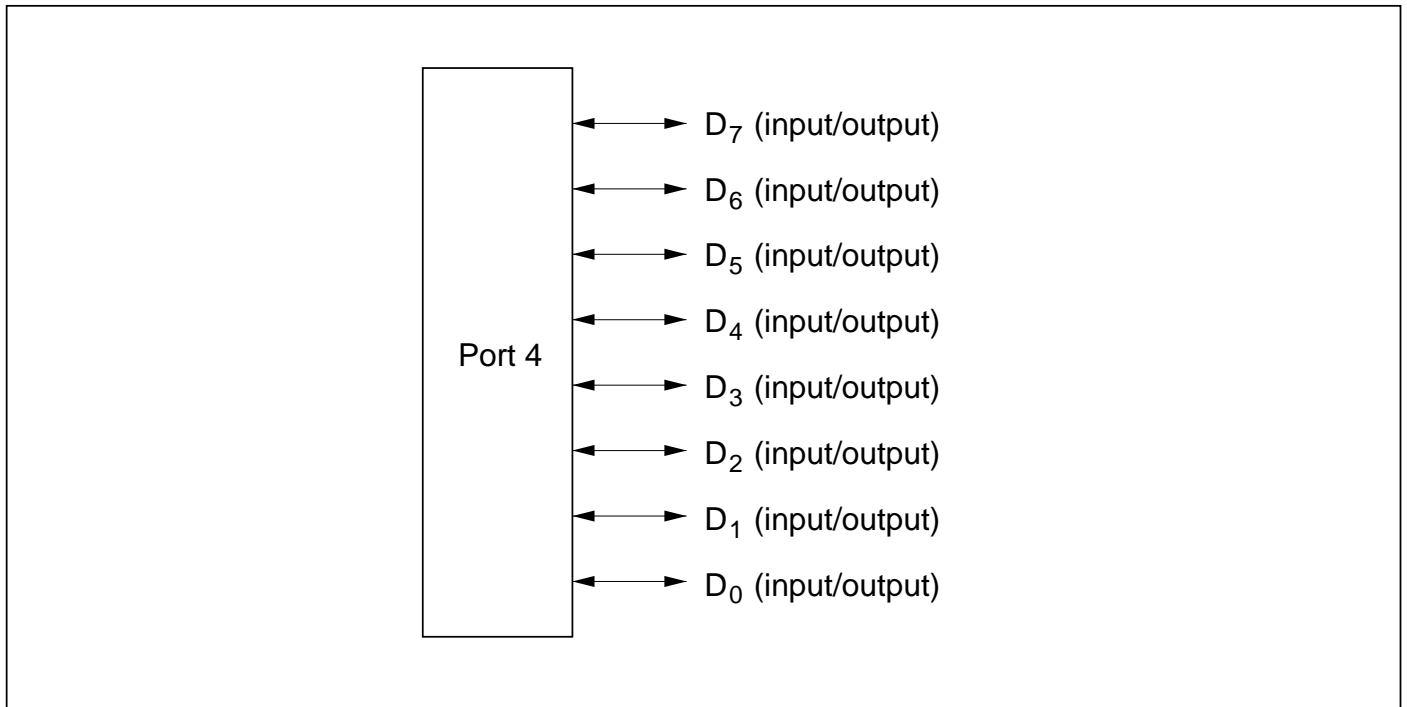 D7 (input/output)
D6 (input/output)
D5 (input/output)
D4 (input/output)
Port 4
D3 (input/output)
D2 (input/output)
D1 (input/output)
D0 (input/output)